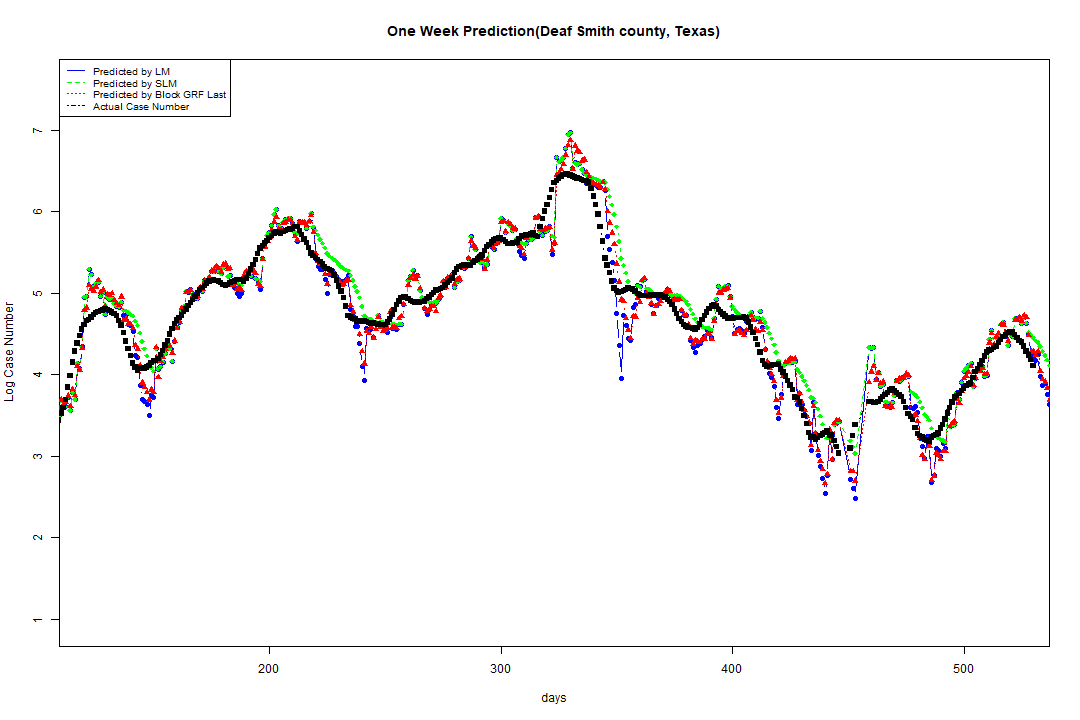 One Week Prediction(Deaf Smith county, Texas)
Predicted by LM
Predicted by SLM
Predicted by Block GRF Last
Actual Case Number
Log Case Number
7
6
5
4
3
2
1
200
300
400
500
days